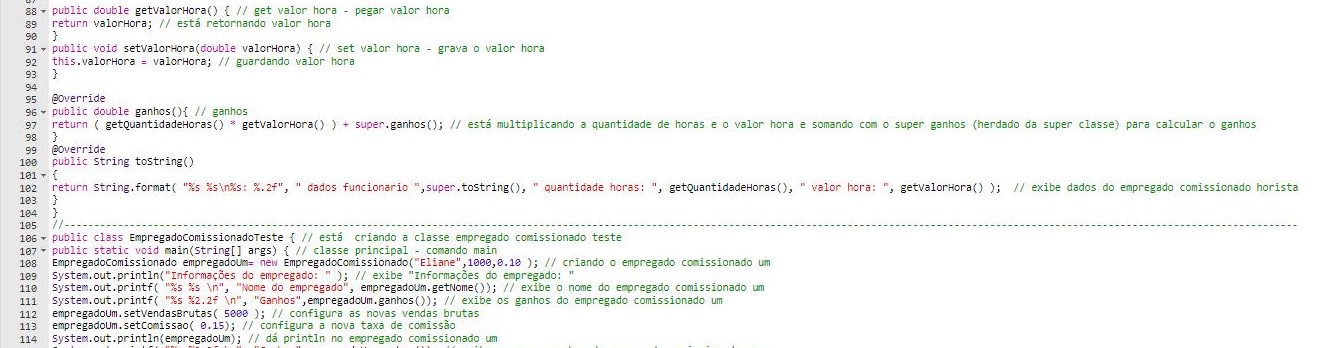 88 public double getValorHora() { // get valor hora - pegar valor hora
89 return valorHora; // está retornando valor hora
90 }
91 public void setValorHora(double valorHora) { // set valor hora - grava o valor hora
92 this.valorHora = valorHora; // guardando valor hora
93 }
94
95 @Override
96 public double ganhos(){ // ganhos
97 return ( getQuantidadeHoras() * getValorHora() ) + super.ganhos(); // está multiplicando a quantidade de horas e o valor hora e somando com o super ganhos (herdado da super classe) para calcular o ganhos
98 }
99 @Override
100 public String toString()
101 {
102 return String.format( "%s %s\n%s: %.2f", " dados funcionario ",super.toString(), " quantidade horas: ", getQuantidadeHoras(), " valor hora: ", getValorHora() );  // exibe dados do empregado comissionado horista
103 }
104 }
105 //----------------------------------------------------------------------------------------------------------------------------------------------------------------------------------------------------------------
106 public class EmpregadoComissionadoTeste { // está  criando a classe empregado comissionado teste
107 public static void main(String[] args) { // classe principal - comando main
108 EmpregadoComissionado empregadoUm= new EmpregadoComissionado("Eliane",1000,0.10 ); // criando o empregado comissionado um
109 System.out.println("Informações do empregado: " ); // exibe "Informações do empregado: "
110 System.out.printf( "%s %s \n", "Nome do empregado", empregadoUm.getNome()); // exibe o nome do empregado comissionado um
111 System.out.printf( "%s %2.2f \n", "Ganhos",empregadoUm.ganhos()); // exibe os ganhos do empregado comissionado um
112 empregadoUm.setVendasBrutas( 5000 ); // configura as novas vendas brutas
113 empregadoUm.setComissao( 0.15); // configura a nova taxa de comissão
114 System.out.println(empregadoUm); // dá println no empregado comissionado um